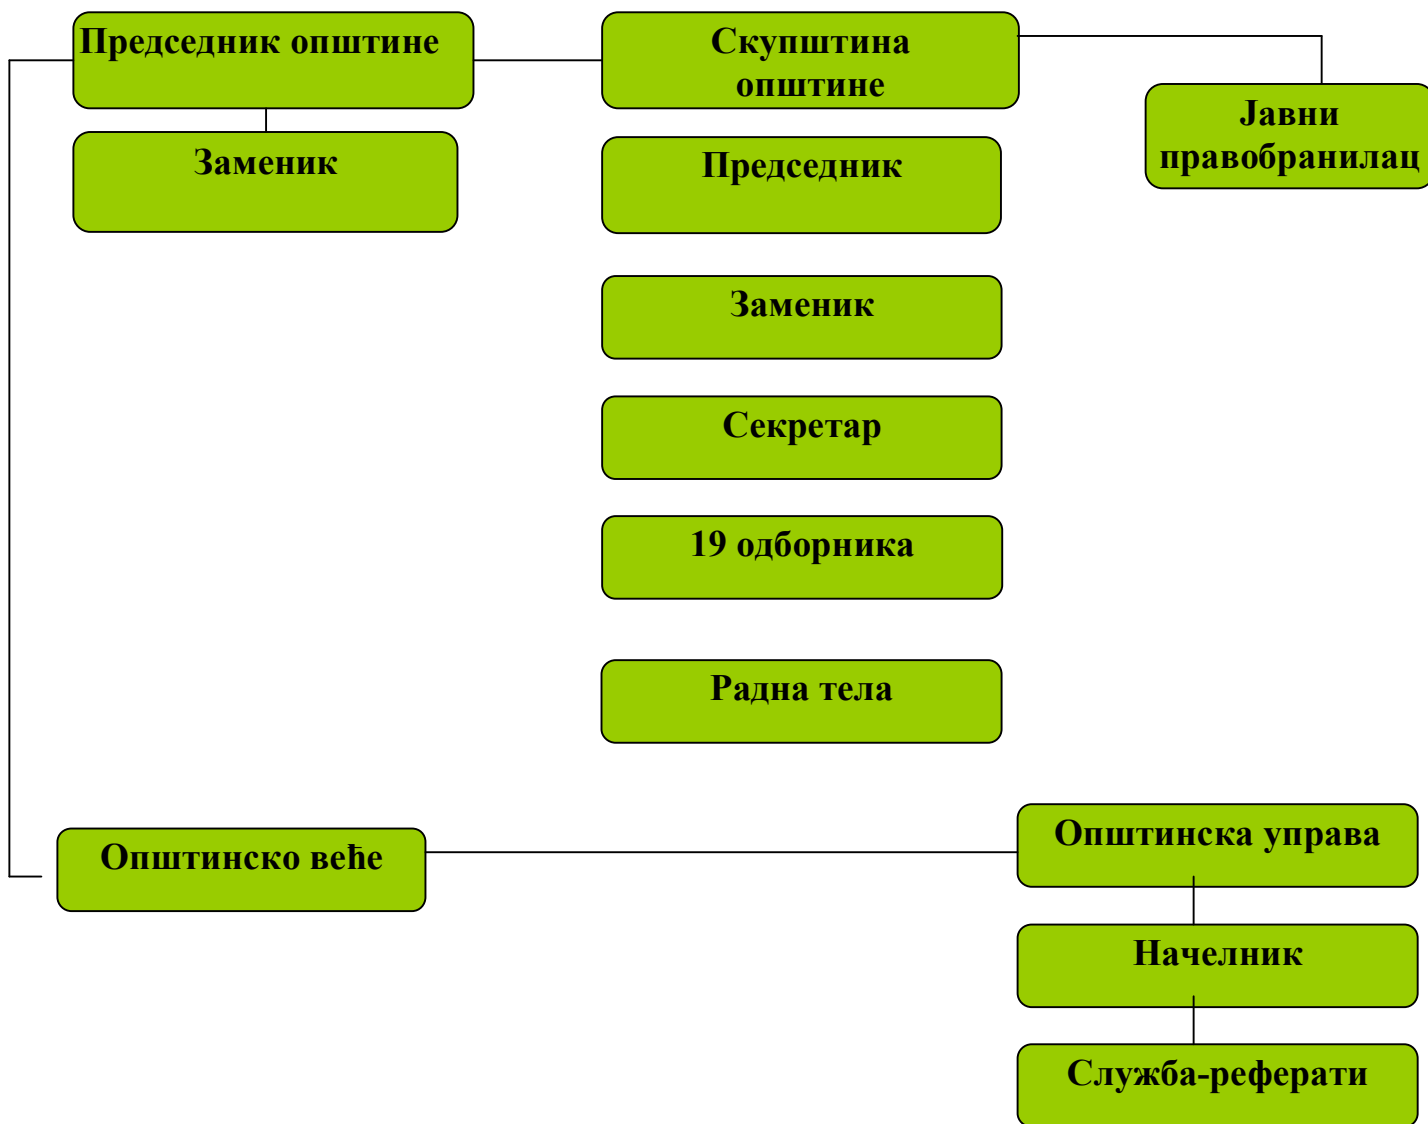 Председник општине
Скупштина
општине
Јавни
правобранилац
Заменик
Председник
Заменик
Секретар
19 одборника
Радна тела
Општинско веће
Општинска управа
Начелник
Служба-реферати